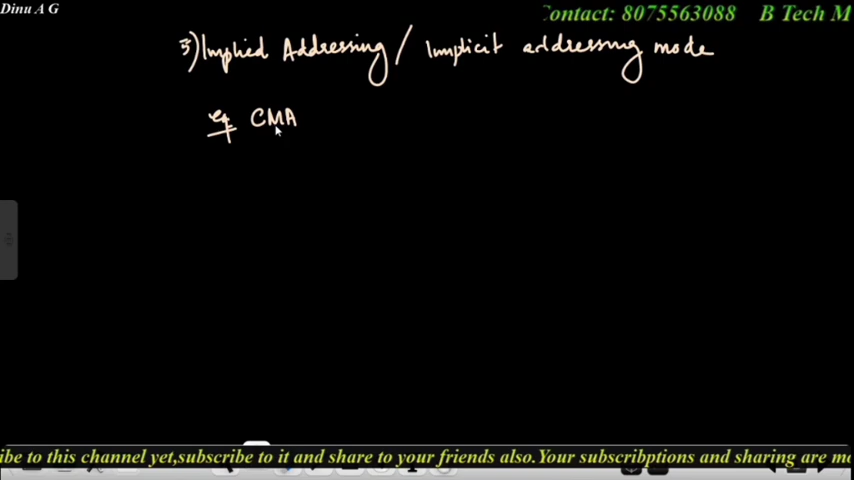 Dinu A G
Contact: 8075563088 B Tech M
5) Implied Addressing / Implicit addressing mode
eg CMA
ibe to this channel yet,subscribe to it and share to your friends also.Your subscribptions and sharing are mo